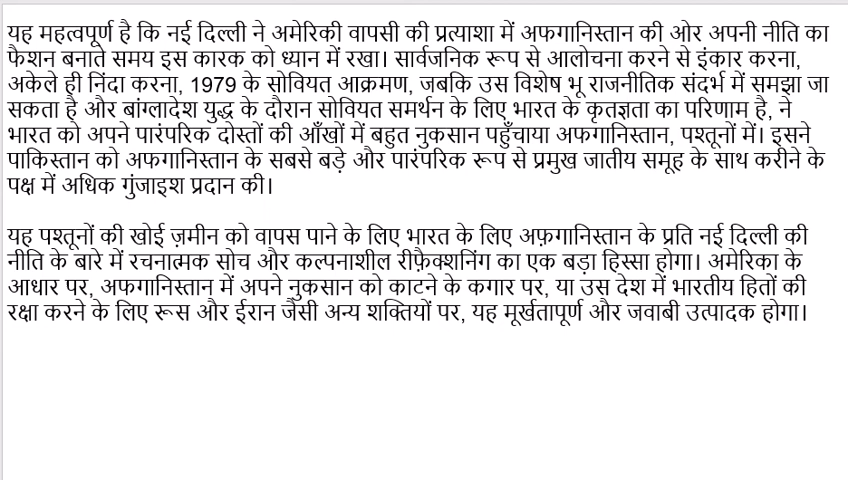 यह महत्वपूर्ण है कि नई दिल्ली ने अमेरिकी वापसी की प्रत्याशा में अफगानिस्तान की ओर अपनी नीति का
फैशन बनाते समय इस कारक को ध्यान में रखा। सार्वजनिक रूप से आलोचना करने से इंकार करना,
अकेले ही निंदा करना, 1979 के सोवियत आक्रमण, जबकि उस विशेष भू राजनीतिक संदर्भ में समझा जा
सकता है और बांग्लादेश युद्ध के दौरान सोवियत समर्थन के लिए भारत के कृतज्ञता का परिणाम है, ने
भारत को अपने पारंपरिक दोस्तों की आँखों में बहुत नुकसान पहुँचाया अफगानिस्तान, पश्तूनों में। इसने
पाकिस्तान को अफगानिस्तान के सबसे बड़े और पारंपरिक रूप से प्रमुख जातीय समूह के साथ करीने के
पक्ष में अधिक गुंजाइश प्रदान की।
यह पश्तूनों की खोई ज़मीन को वापस पाने के लिए भारत के लिए अफ़गानिस्तान के प्रति नई दिल्ली की
नीति के बारे में रचनात्मक सोच और कल्पनाशील रीफ़ैक्शनिंग का एक बड़ा हिस्सा होगा। अमेरिका के
आधार पर, अफगानिस्तान में अपने नुकसान को काटने के कगार पर, या उस देश में भारतीय हितों की
रक्षा करने के लिए रूस और ईरान जैसी अन्य शक्तियों पर, यह मूर्खतापूर्ण और जवाबी उत्पादक होगा।